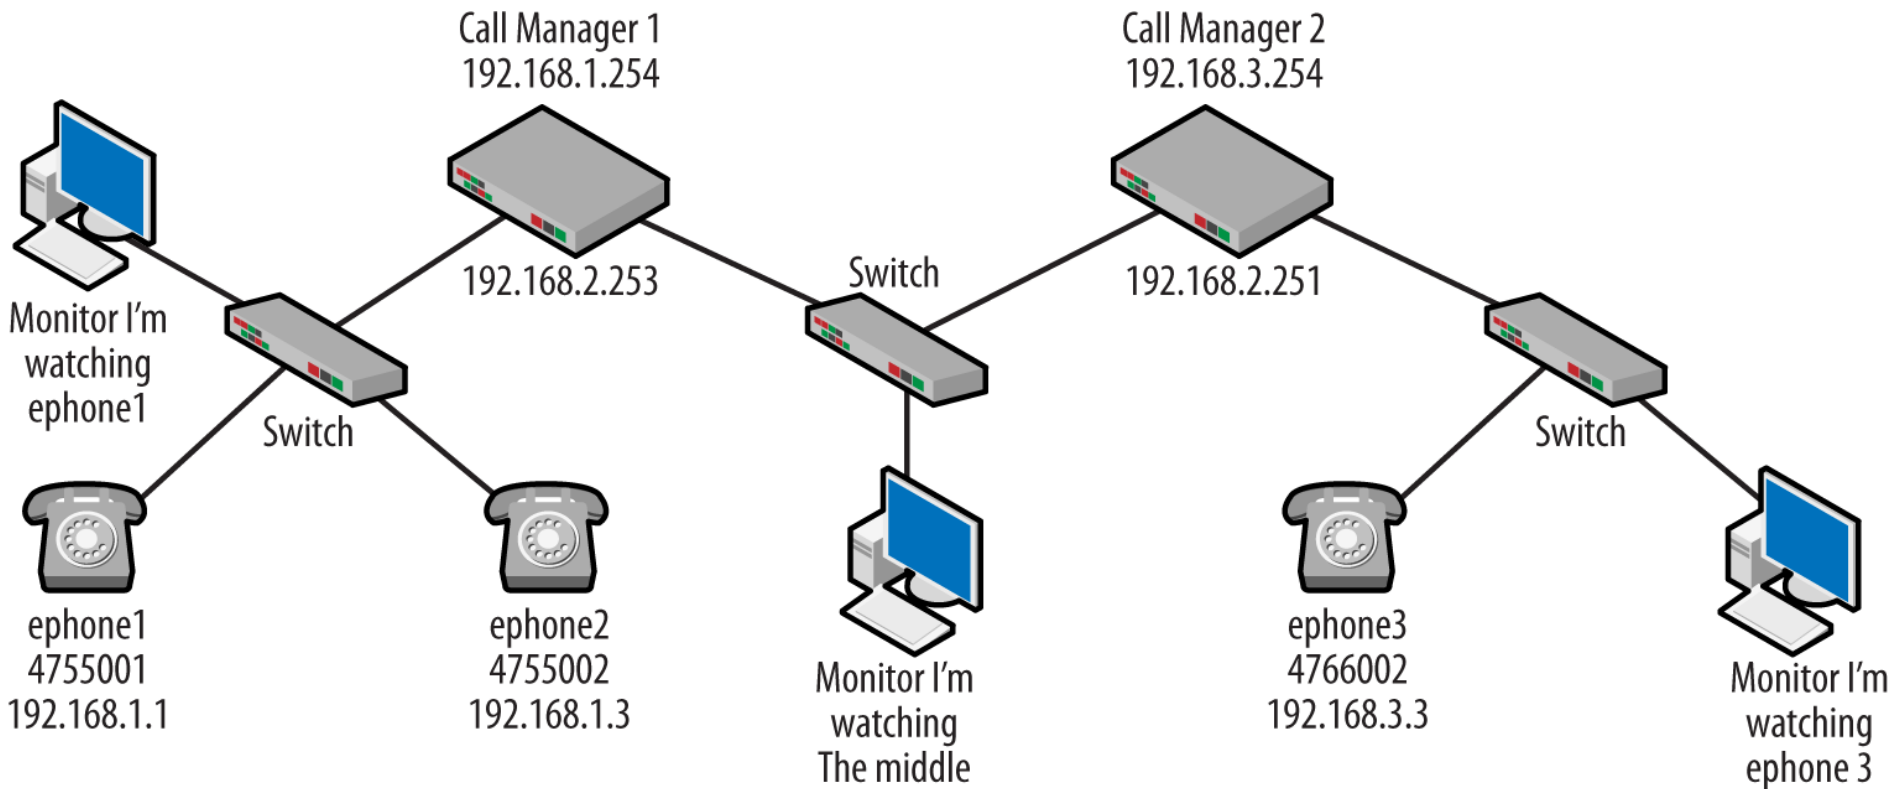 Call Manager 1
192.168.1.254
Call Manager 2
192.168.3.254
192.168.2.253
Switch
192.168.2.251
Monitor I'm
watching
ephone1
Switch
Switch
ephone1
4755001
192.168.1.1
ephone2
4755002
192.168.1.3
Monitor I'm
watching
The middle
ephone3
4766002
192.168.3.3
Monitor I'm
watching
ephone 3